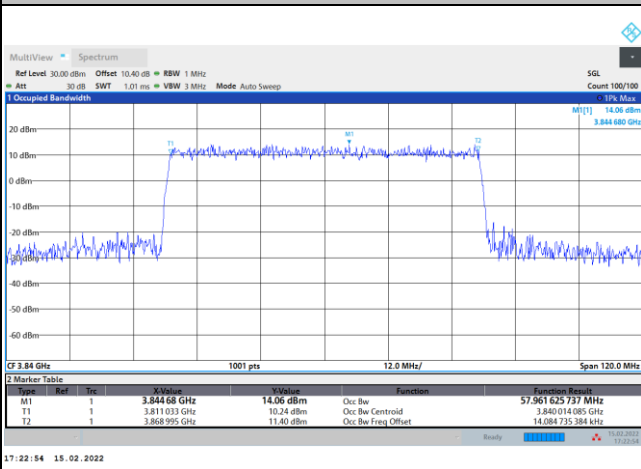 MultiView Spectrum
Ref Level 30.00 dBm Offset 10.40 dB RBW 1 MHz SGL
Att 30 dB SWT 1.01 ms VBW 3 MHz Mode Auto Sweep Count 100/100
1 Occupied Bandwidth 1Pk Max
M1[1] 14.06 dBm
3.844 680 GHz
20 dBm
M1
T1
T2
10 dBm
0 dBm
-10 dBm
-20 dBm
-30 dBm
-40 dBm
-50 dBm
-60 dBm
CF 3.84 GHz 1001 pts 12.0 MHz/ Span 120.0 MHz
2 Marker Table
Type Ref Trc X-Value Y-Value Function Function Result
M1 1 3.844 68 GHz 14.06 dBm Occ Bw 57.961 625 737 MHz
T1 1 3.811 033 GHz 10.24 dBm Occ Bw Centroid 3.840 014 085 GHz
T2 1 3.868 995 GHz 11.40 dBm Occ Bw Freq Offset 14.084 735 384 kHz
Ready 15.02.2022
17:22:54
17:22:54 15.02.2022